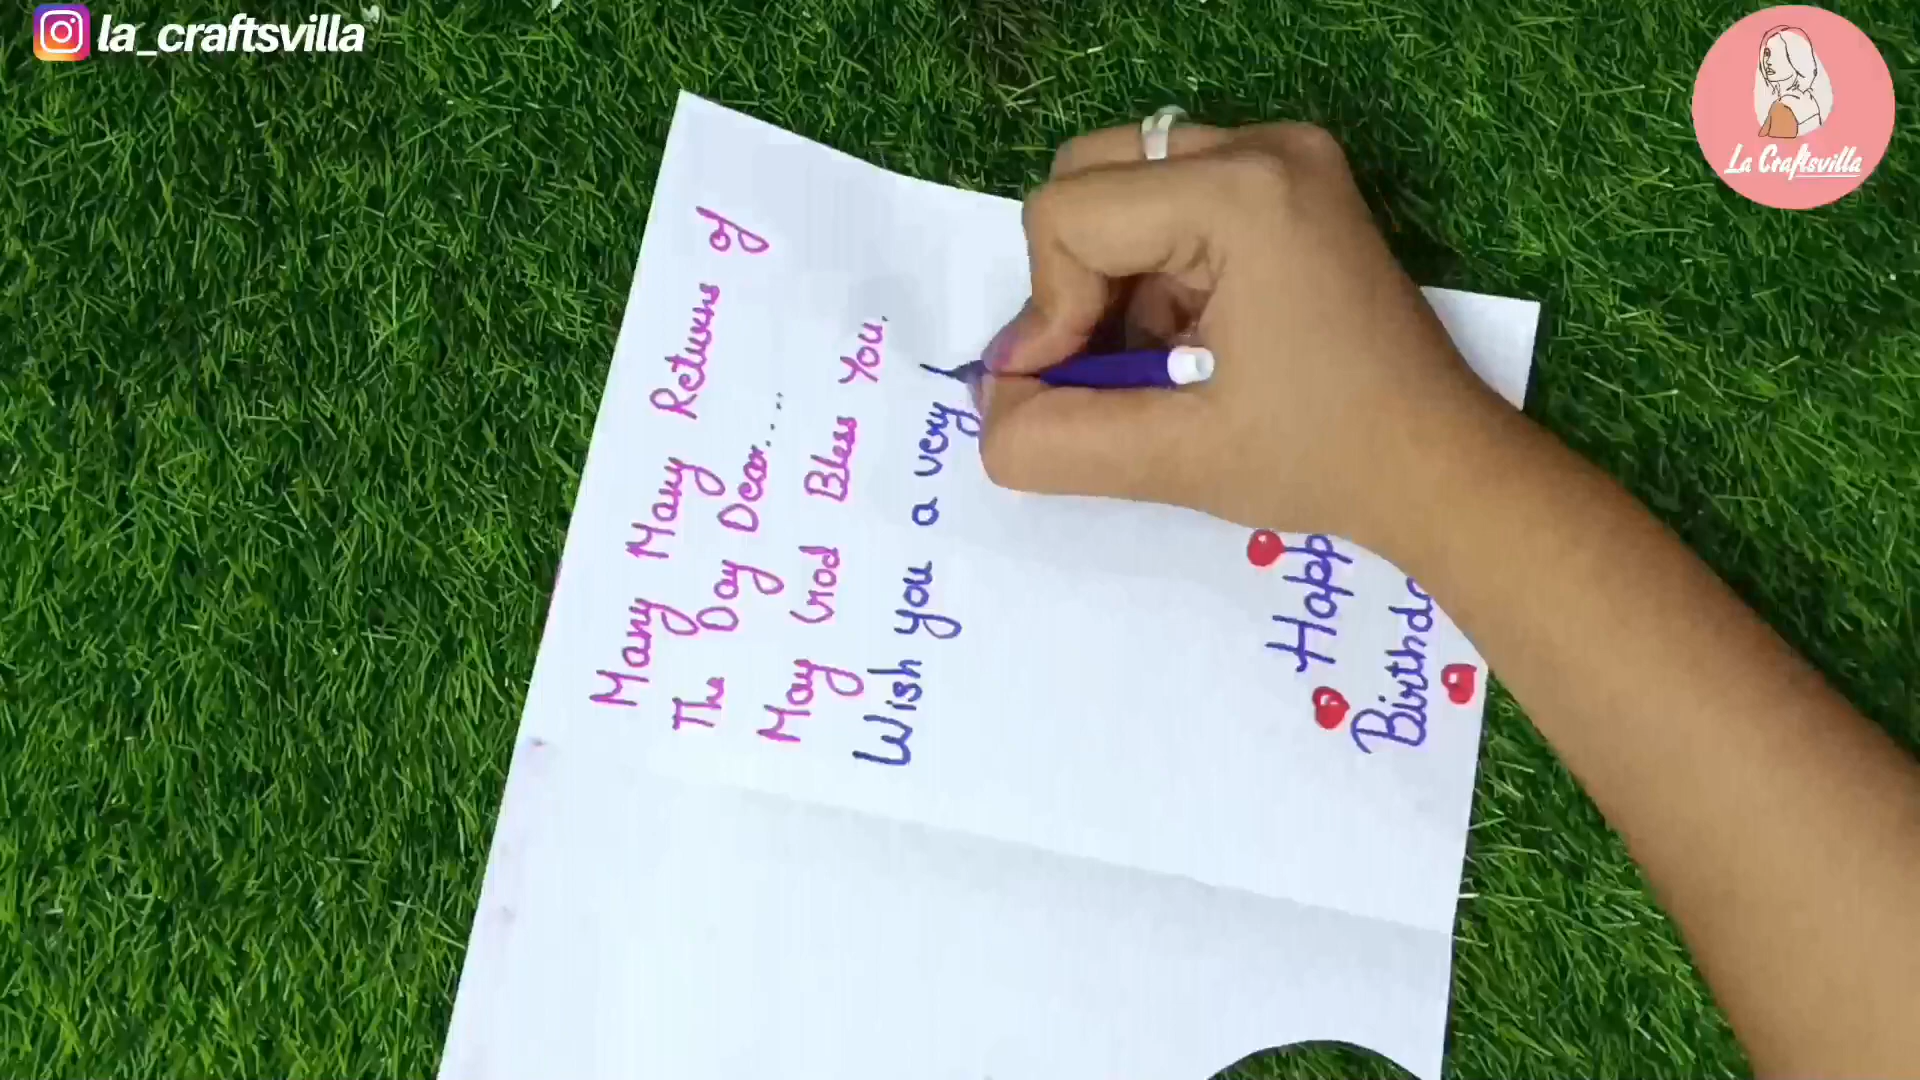 la_craftsvilla
La Craftsvilla
Many Many Returns of
The Day Dear....
May God Bless You.
Wish you a very
Happ
Birthd